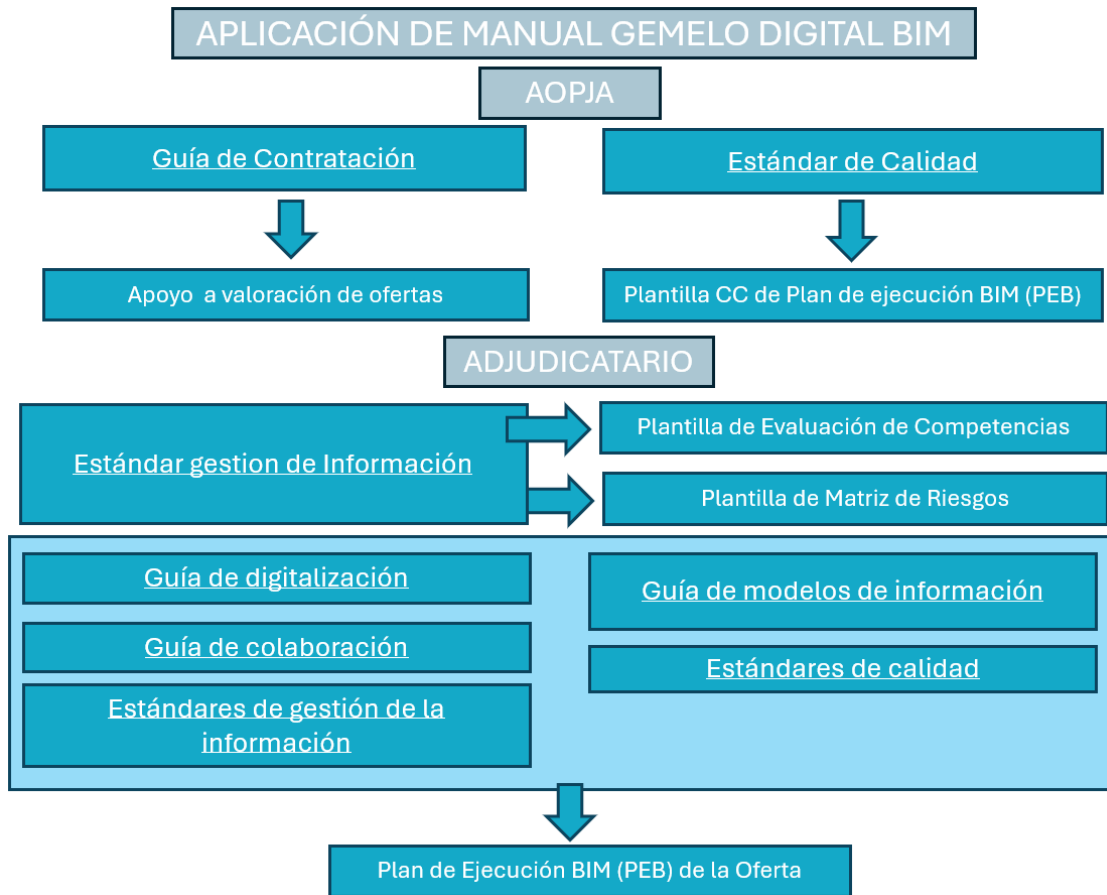 APLICACIÓN DE MANUAL GEMELO DIGITAL BIM
AOPJA
Guía de Contratación
Estándar de Calidad
Apoyo a valoración de ofertas
Plantilla CC de Plan de ejecución BIM (PEB)
ADJUDICATARIO
Estándar gestion de Información
Plantilla de Evaluación de Competencias
Plantilla de Matriz de Riesgos
Guía de digitalización
Guía de colaboración
Estándares de gestión de la
información
Guía de modelos de información
Estándares de calidad
Plan de Ejecución BIM (PEB) de la Oferta